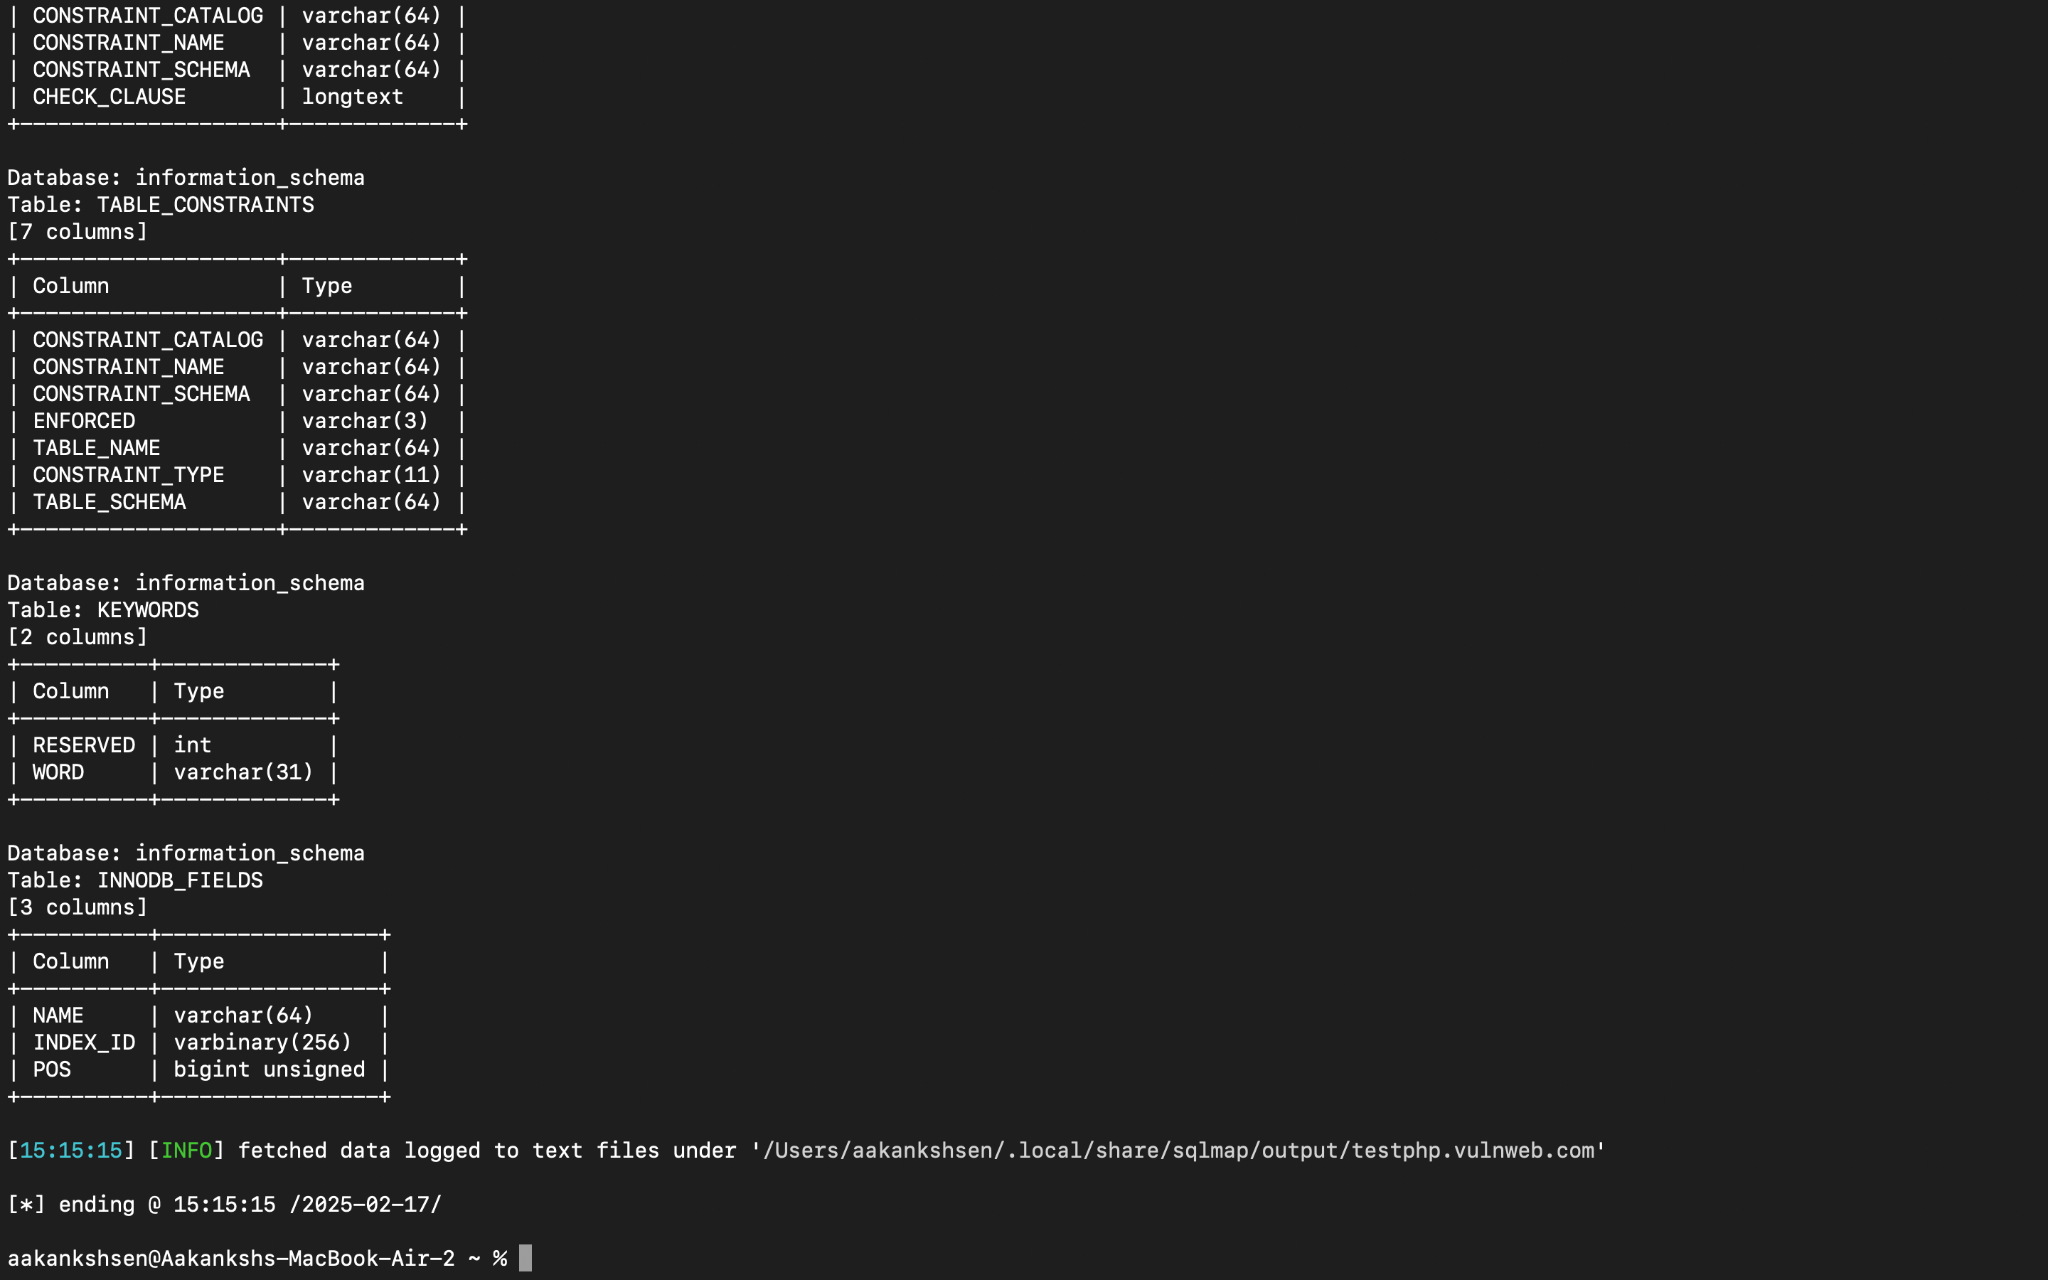 | CONSTRAINT_CATALOG | varchar(64) |
| CONSTRAINT_NAME    | varchar(64) |
| CONSTRAINT_SCHEMA  | varchar(64) |
| CHECK_CLAUSE       | longtext    |
+--------------------+-------------+

Database: information_schema
Table: TABLE_CONSTRAINTS
[7 columns]
+--------------------+-------------+
| Column             | Type        |
+--------------------+-------------+
| CONSTRAINT_CATALOG | varchar(64) |
| CONSTRAINT_NAME    | varchar(64) |
| CONSTRAINT_SCHEMA  | varchar(64) |
| ENFORCED           | varchar(3)  |
| TABLE_NAME         | varchar(64) |
| CONSTRAINT_TYPE    | varchar(11) |
| TABLE_SCHEMA       | varchar(64) |
+--------------------+-------------+

Database: information_schema
Table: KEYWORDS
[2 columns]
+----------+-------------+
| Column   | Type        |
+----------+-------------+
| RESERVED | int         |
| WORD     | varchar(31) |
+----------+-------------+

Database: information_schema
Table: INNODB_FIELDS
[3 columns]
+----------+-----------------+
| Column   | Type            |
+----------+-----------------+
| NAME     | varchar(64)     |
| INDEX_ID | varbinary(256)  |
| POS      | bigint unsigned |
+----------+-----------------+

[15:15:15] [INFO] fetched data logged to text files under '/Users/aakankshsen/.local/share/sqlmap/output/testphp.vulnweb.com'

[*] ending @ 15:15:15 /2025-02-17/

aakankshsen@Aakankshs-MacBook-Air-2 ~ %